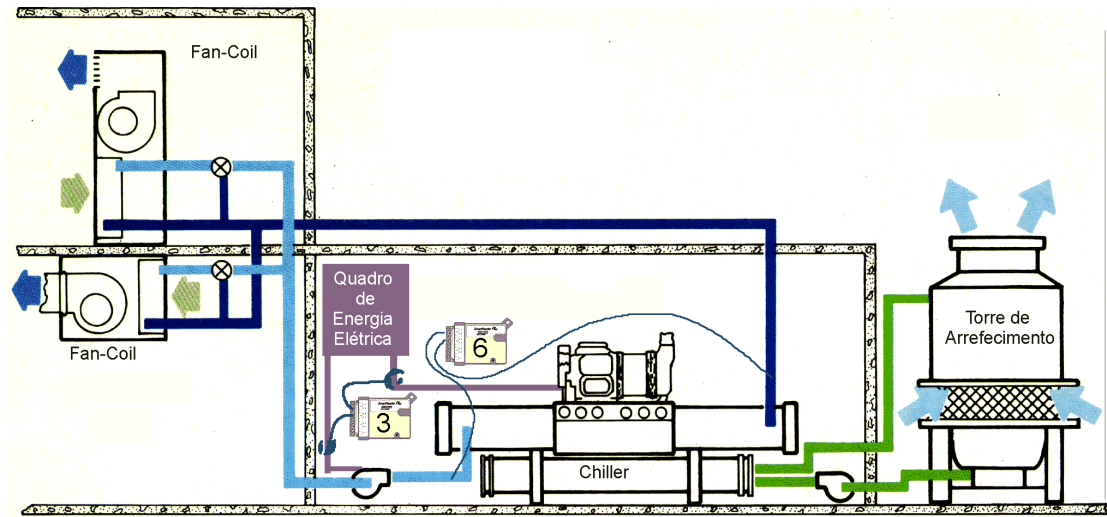 Fan-Coil
Quadro
de
Energia
Elétrica
6
Torre de
Arrefecimento
Fan-Coil
3
Chiller